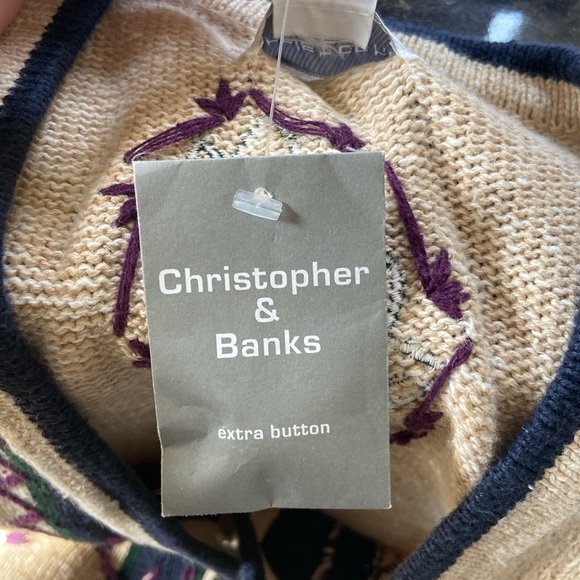 Christopher
&
Banks
extra button